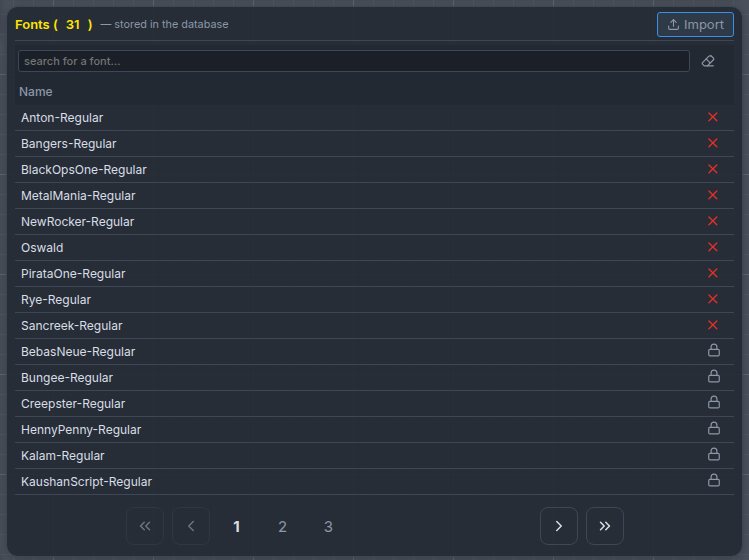 Fonts ( 31 ) — stored in the database
Import
search for a font...
Name
Anton-Regular
Bangers-Regular
BlackOpsOne-Regular
MetalMania-Regular
NewRocker-Regular
Oswald
PirataOne-Regular
Rye-Regular
Sancreek-Regular
BebasNeue-Regular
Bungee-Regular
Creepster-Regular
HennyPenny-Regular
Kalam-Regular
KaushanScript-Regular
1 2 3